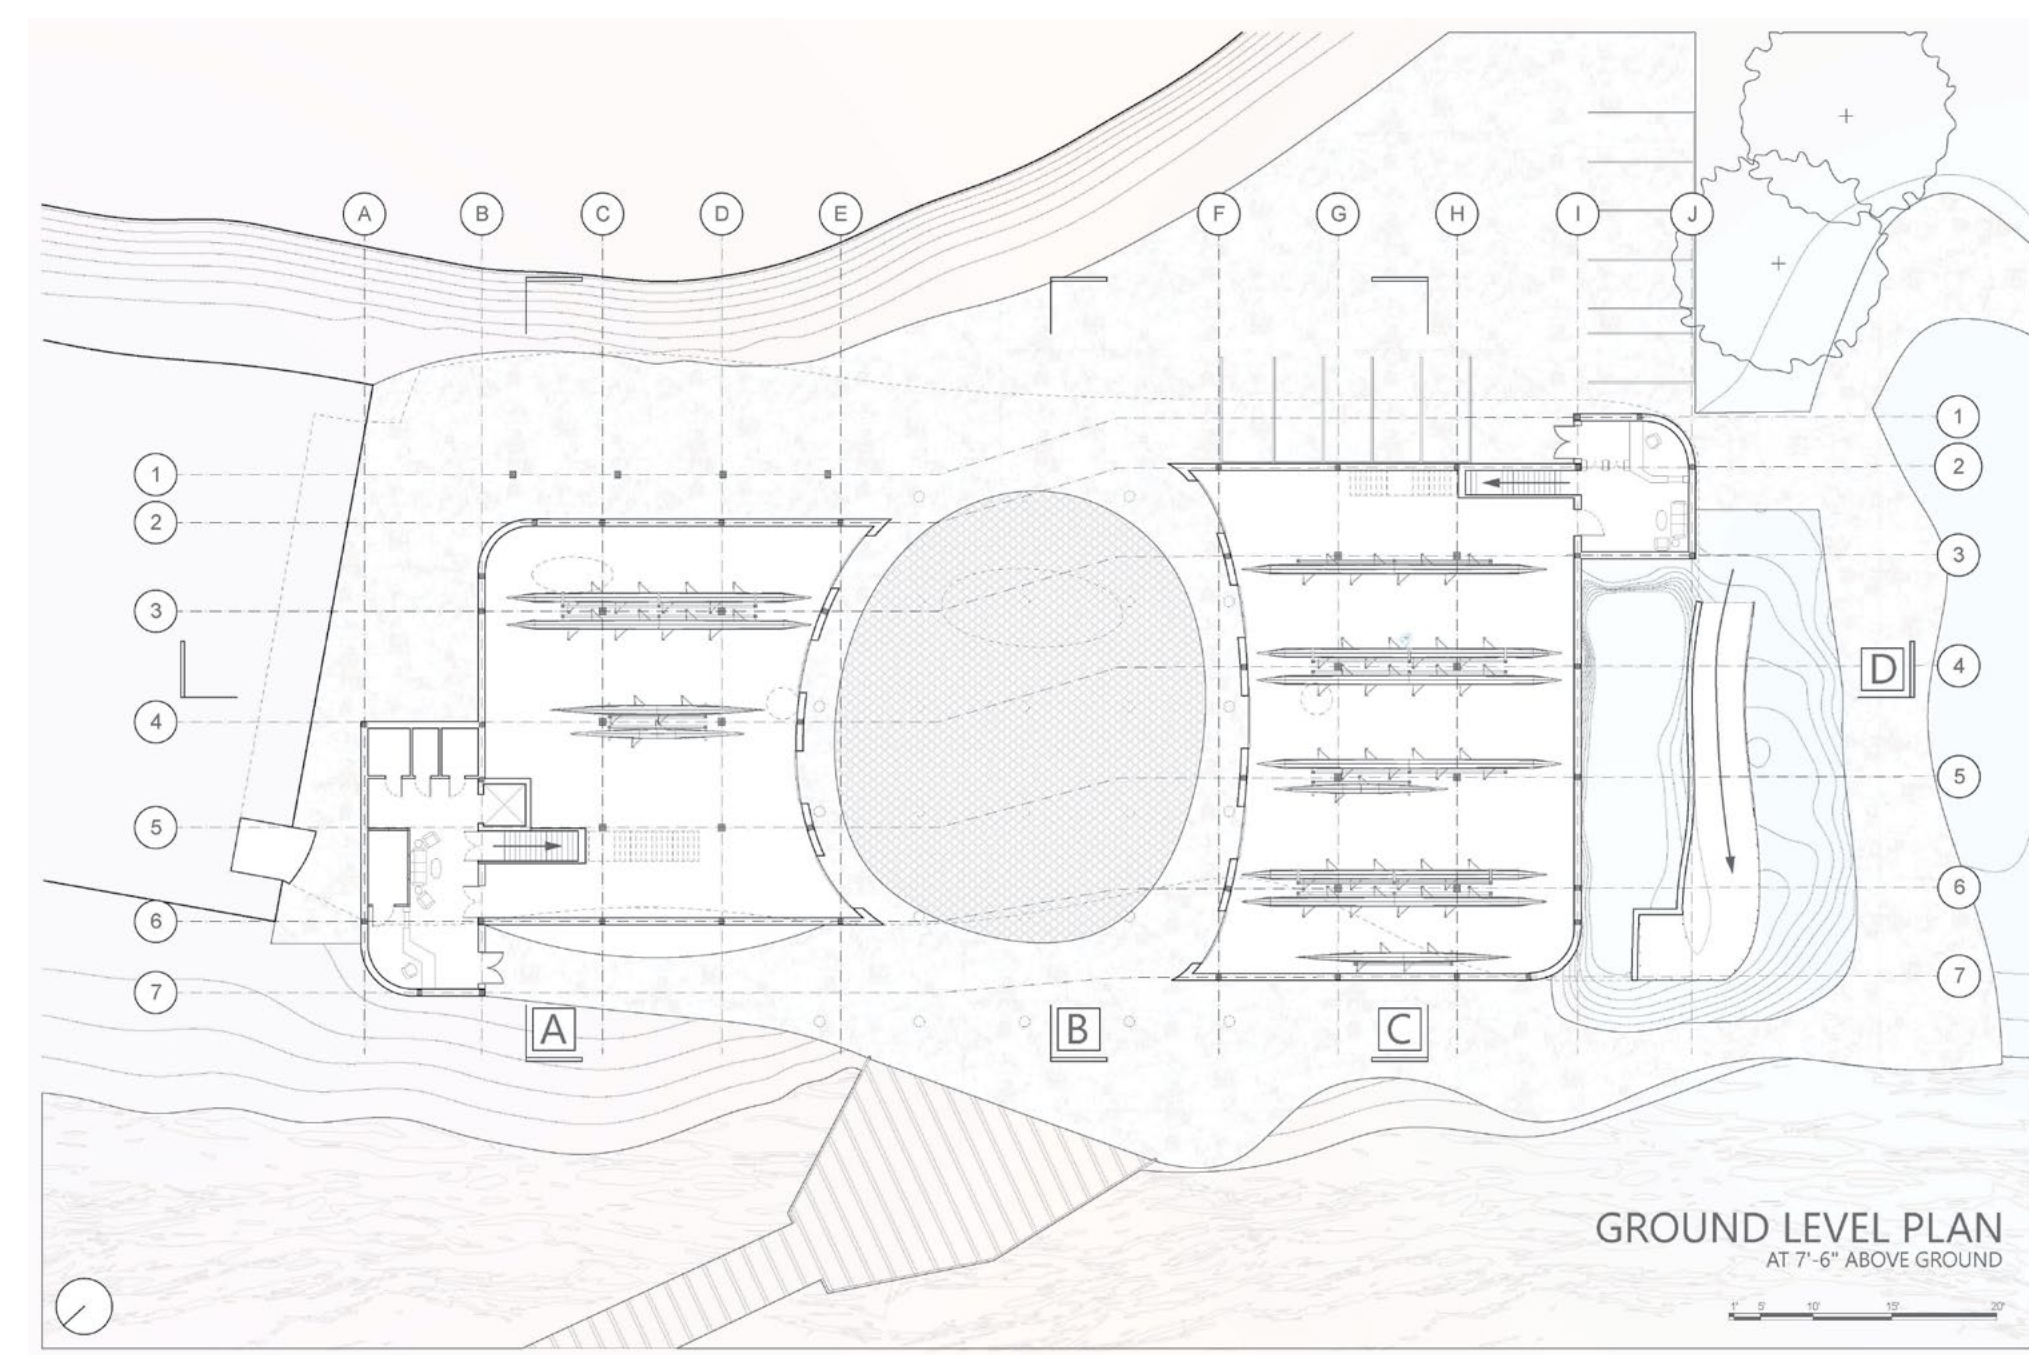 A B C D E F G H I J
1 1
2 2
3 3
4 D 4
5 5
6 6
7 7
A B C
GROUND LEVEL PLAN
AT 7'-6" ABOVE GROUND
1' 5' 10' 15' 20'